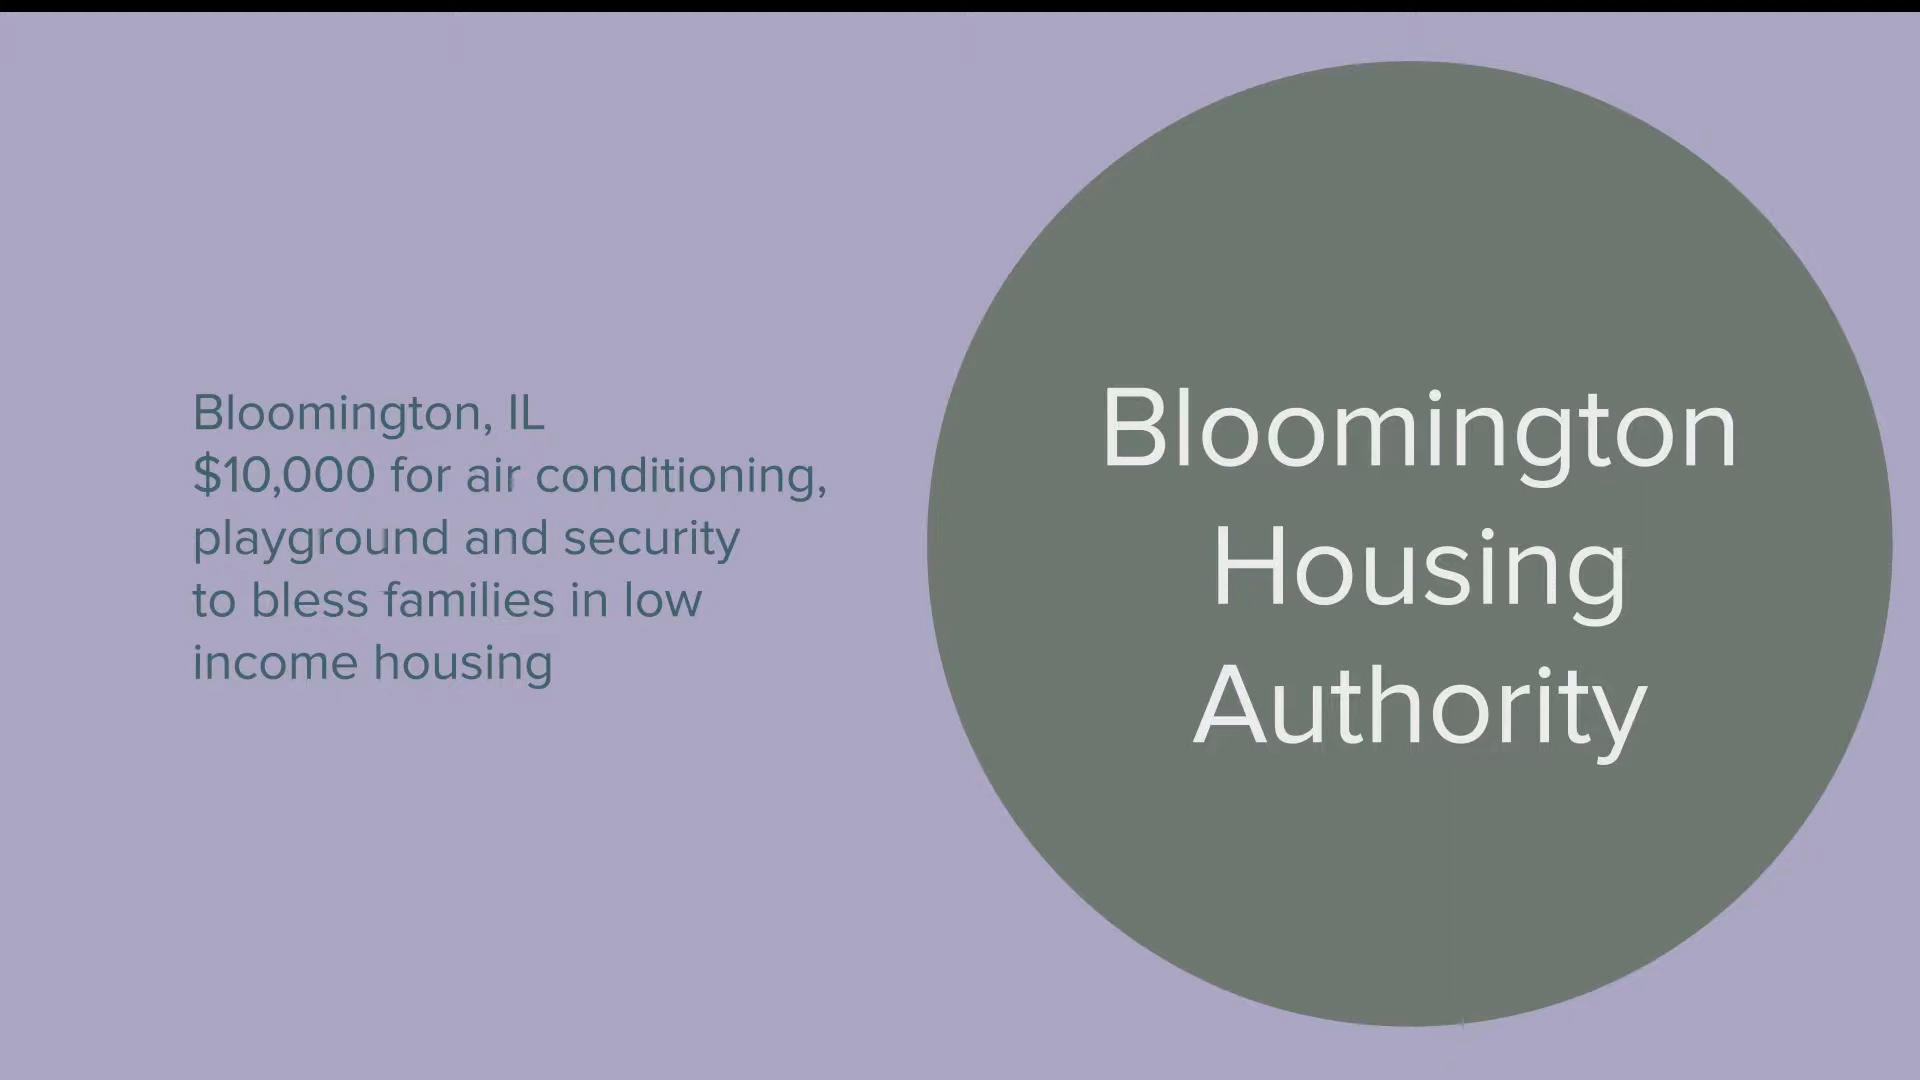 Bloomington, IL
$10,000 for air conditioning,
playground and security
to bless families in low
income housing
Bloomington
Housing
Authority